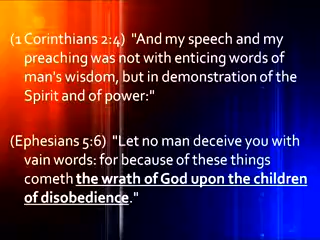 (1 Corinthians 2:4)  "And my speech and my
preaching was not with enticing words of
man's wisdom, but in demonstration of the
Spirit and of power:"
(Ephesians 5:6)  "Let no man deceive you with
vain words: for because of these things
cometh the wrath of God upon the children
of disobedience."